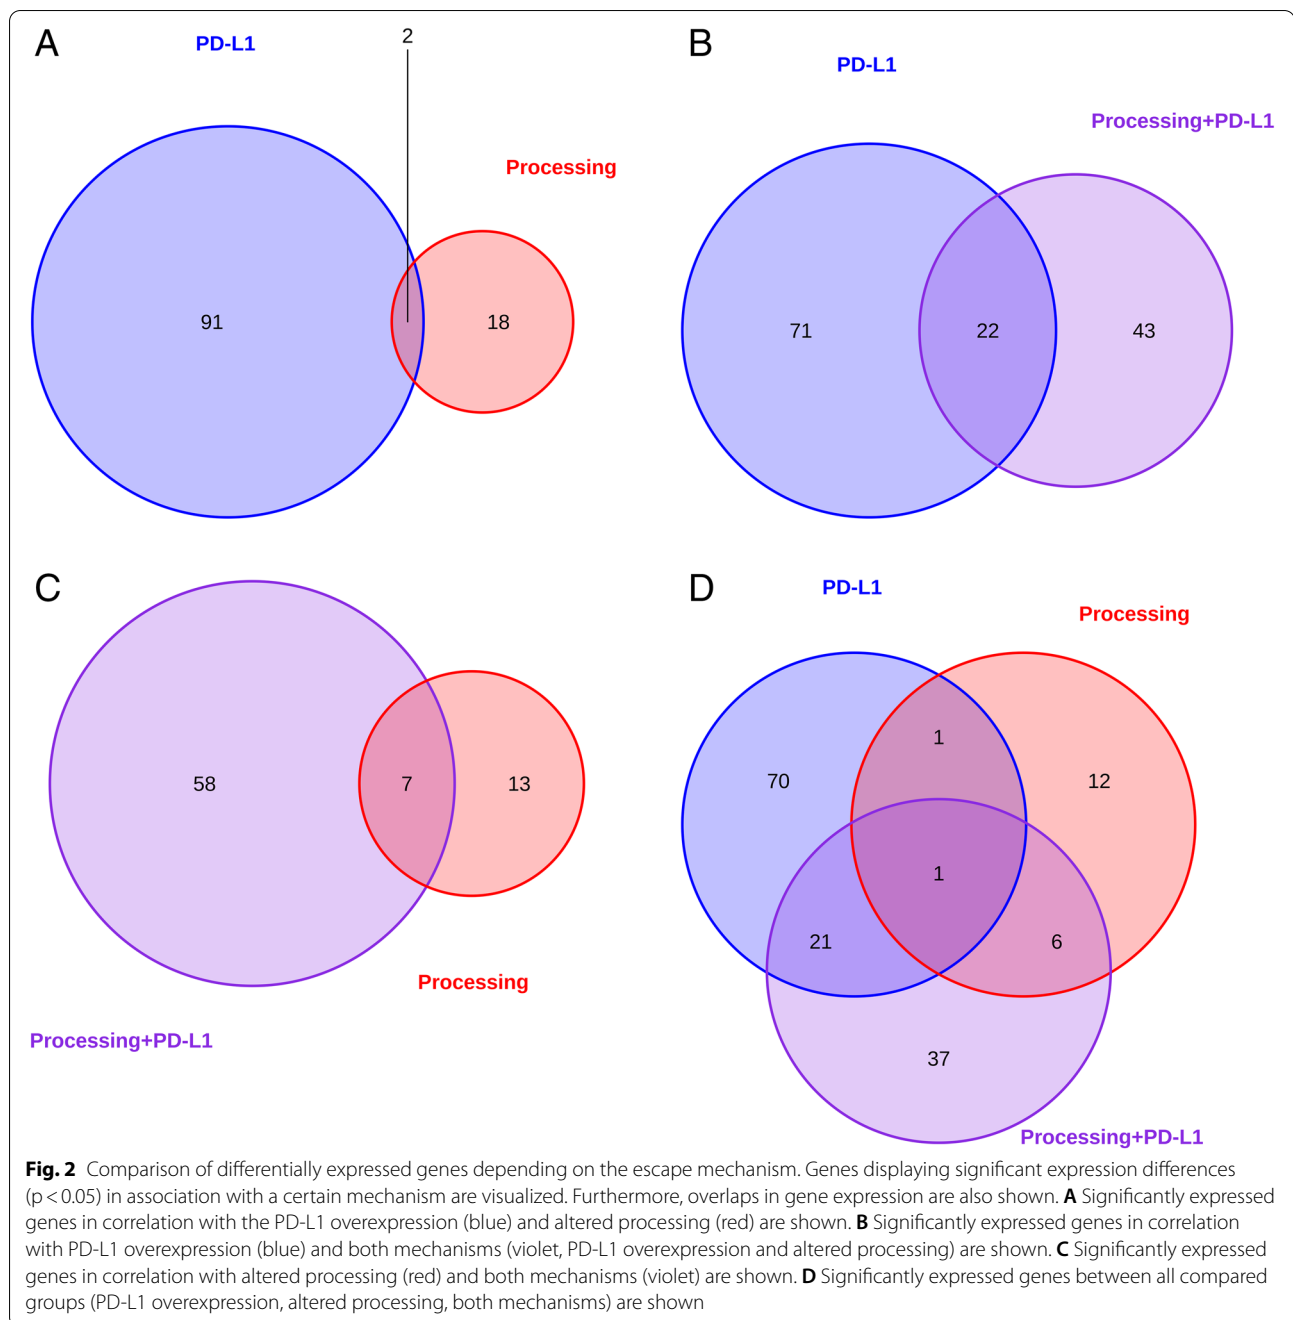 A
PD-L1
2
Processing
91
18
B
PD-L1
Processing+PD-L1
71
22
43
C
58
7
13
Processing
Processing+PD-L1
D
PD-L1
Processing
1
70
12
1
21
6
37
Processing+PD-L1
Fig. 2 Comparison of differentially expressed genes depending on the escape mechanism. Genes displaying significant expression differences
(p < 0.05) in association with a certain mechanism are visualized. Furthermore, overlaps in gene expression are also shown. A Significantly expressed
genes in correlation with the PD-L1 overexpression (blue) and altered processing (red) are shown. B Significantly expressed genes in correlation
with PD-L1 overexpression (blue) and both mechanisms (violet, PD-L1 overexpression and altered processing) are shown. C Significantly expressed
genes in correlation with altered processing (red) and both mechanisms (violet) are shown. D Significantly expressed genes between all compared
groups (PD-L1 overexpression, altered processing, both mechanisms) are shown